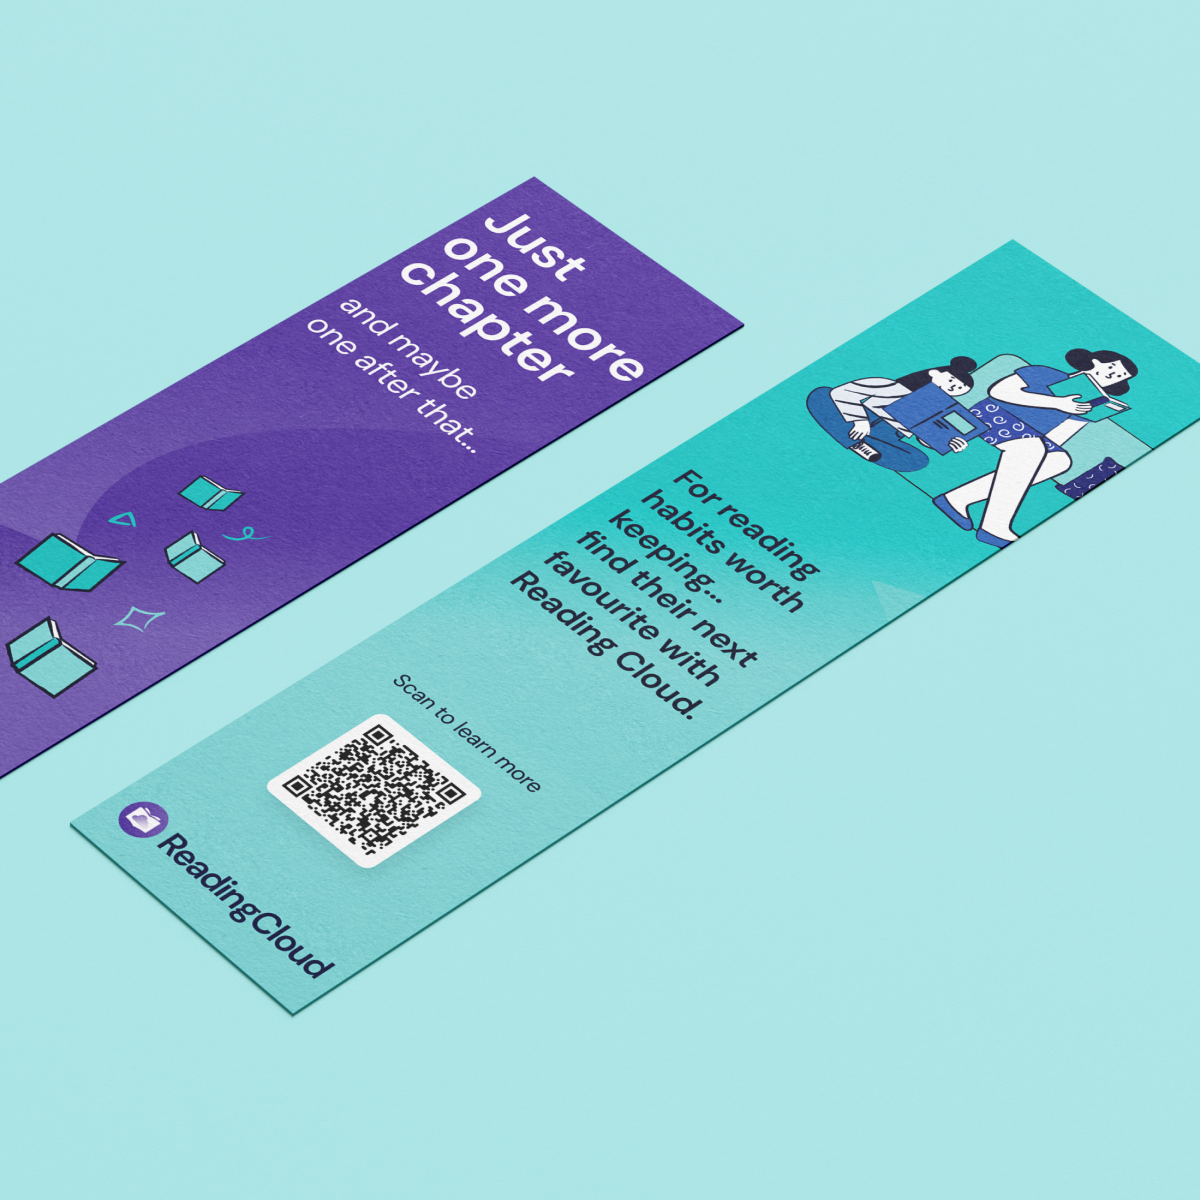 Just
one more
chapter
and maybe
one after that...
For reading
habits worth
keeping...
find their next
favourite with
Reading Cloud.
Scan to learn more
ReadingCloud